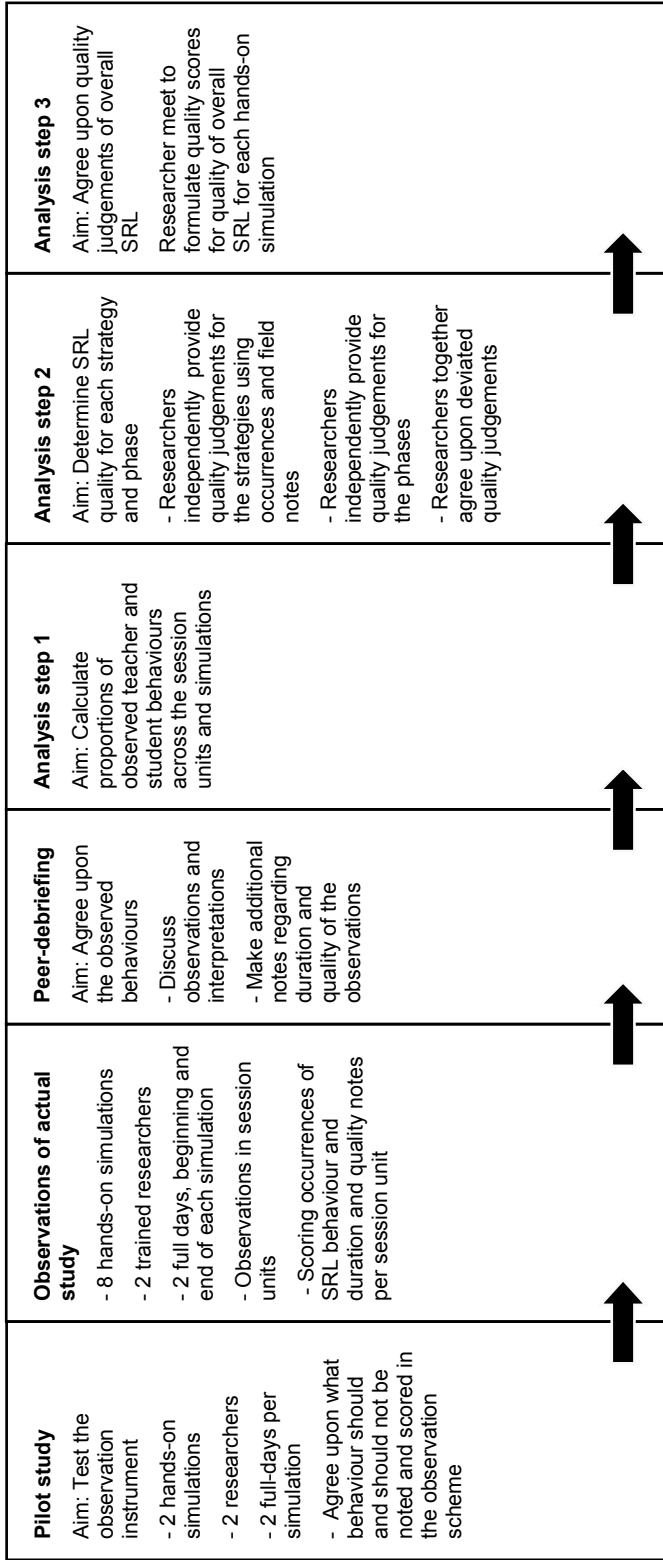 Pilot study
Aim: Test the
observation
instrument
- 2 hands-on
simulations
- 2 researchers
- 2 full-days per
simulation
- Agree upon what
behaviour should
and should not be
noted and scored in
the observation
scheme
Observations of actual
study
- 8 hands-on simulations
- 2 trained researchers
- 2 full days, beginning and
end of each simulation
- Observations in session
units
- Scoring occurrences of
SRL behaviour and
duration and quality notes
per session unit
Peer-debriefing
Aim: Agree upon
the observed
behaviours
- Discuss
observations and
interpretations
- Make additional
notes regarding
duration and
quality of the
observations
Analysis step 1
Aim: Calculate
proportions of
observed teacher and
student behaviours
across the session
units and simulations
Analysis step 2
Aim: Determine SRL
quality for each strategy
and phase
- Researchers
independently provide
quality judgements for
the strategies using
occurrences and field
notes
- Researchers
independently provide
quality judgements for
the phases
- Researchers together
agree upon deviated
quality judgements
Analysis step 3
Aim: Agree upon quality
judgements of overall
SRL
Researcher meet to
formulate quality scores
for quality of overall
SRL for each hands-on
simulation